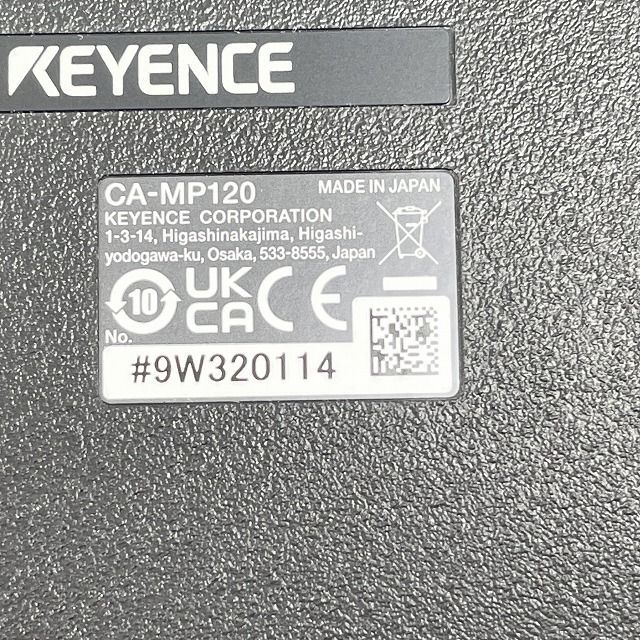 KEYENCE
CA-MP120
MADE IN JAPAN
KEYENCE CORPORATION
1-3-14, Higashinakajima, Higashi-
yodogawa-ku, Osaka, 533-8555, Japan
10
UK
CA
CE
No.
#9W320114